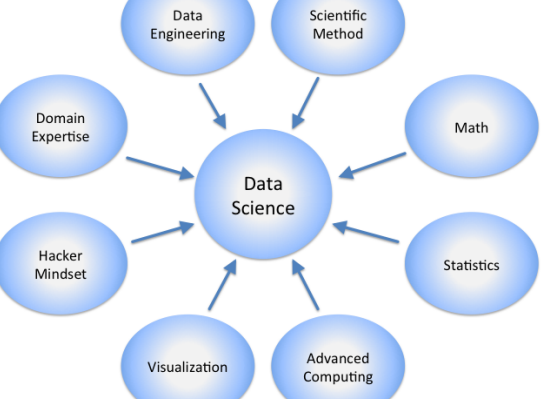 Data
Engineering
Scientific
Method
Domain
Expertise
Math
Data
Science
Hacker
Mindset
Statistics
Visualization
Advanced
Computing